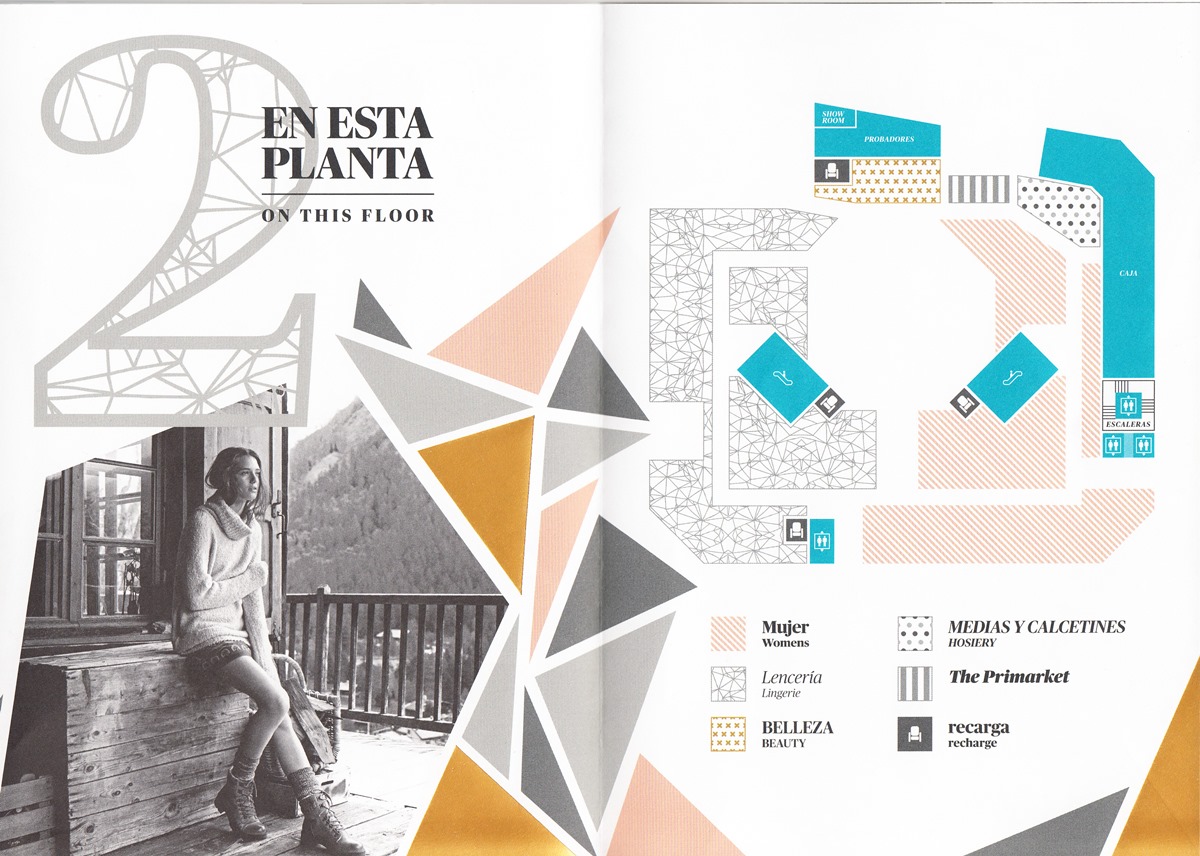 2
EN ESTA
PLANTA
ON THIS FLOOR
SHOW
ROOM
PROBADORES
CAJA
ESCALERAS
Mujer
Womens
Lencería
Lingerie
BELLEZA
BEAUTY
MEDIAS Y CALCETINES
HOSIERY
The Primarket
recarga
recharge